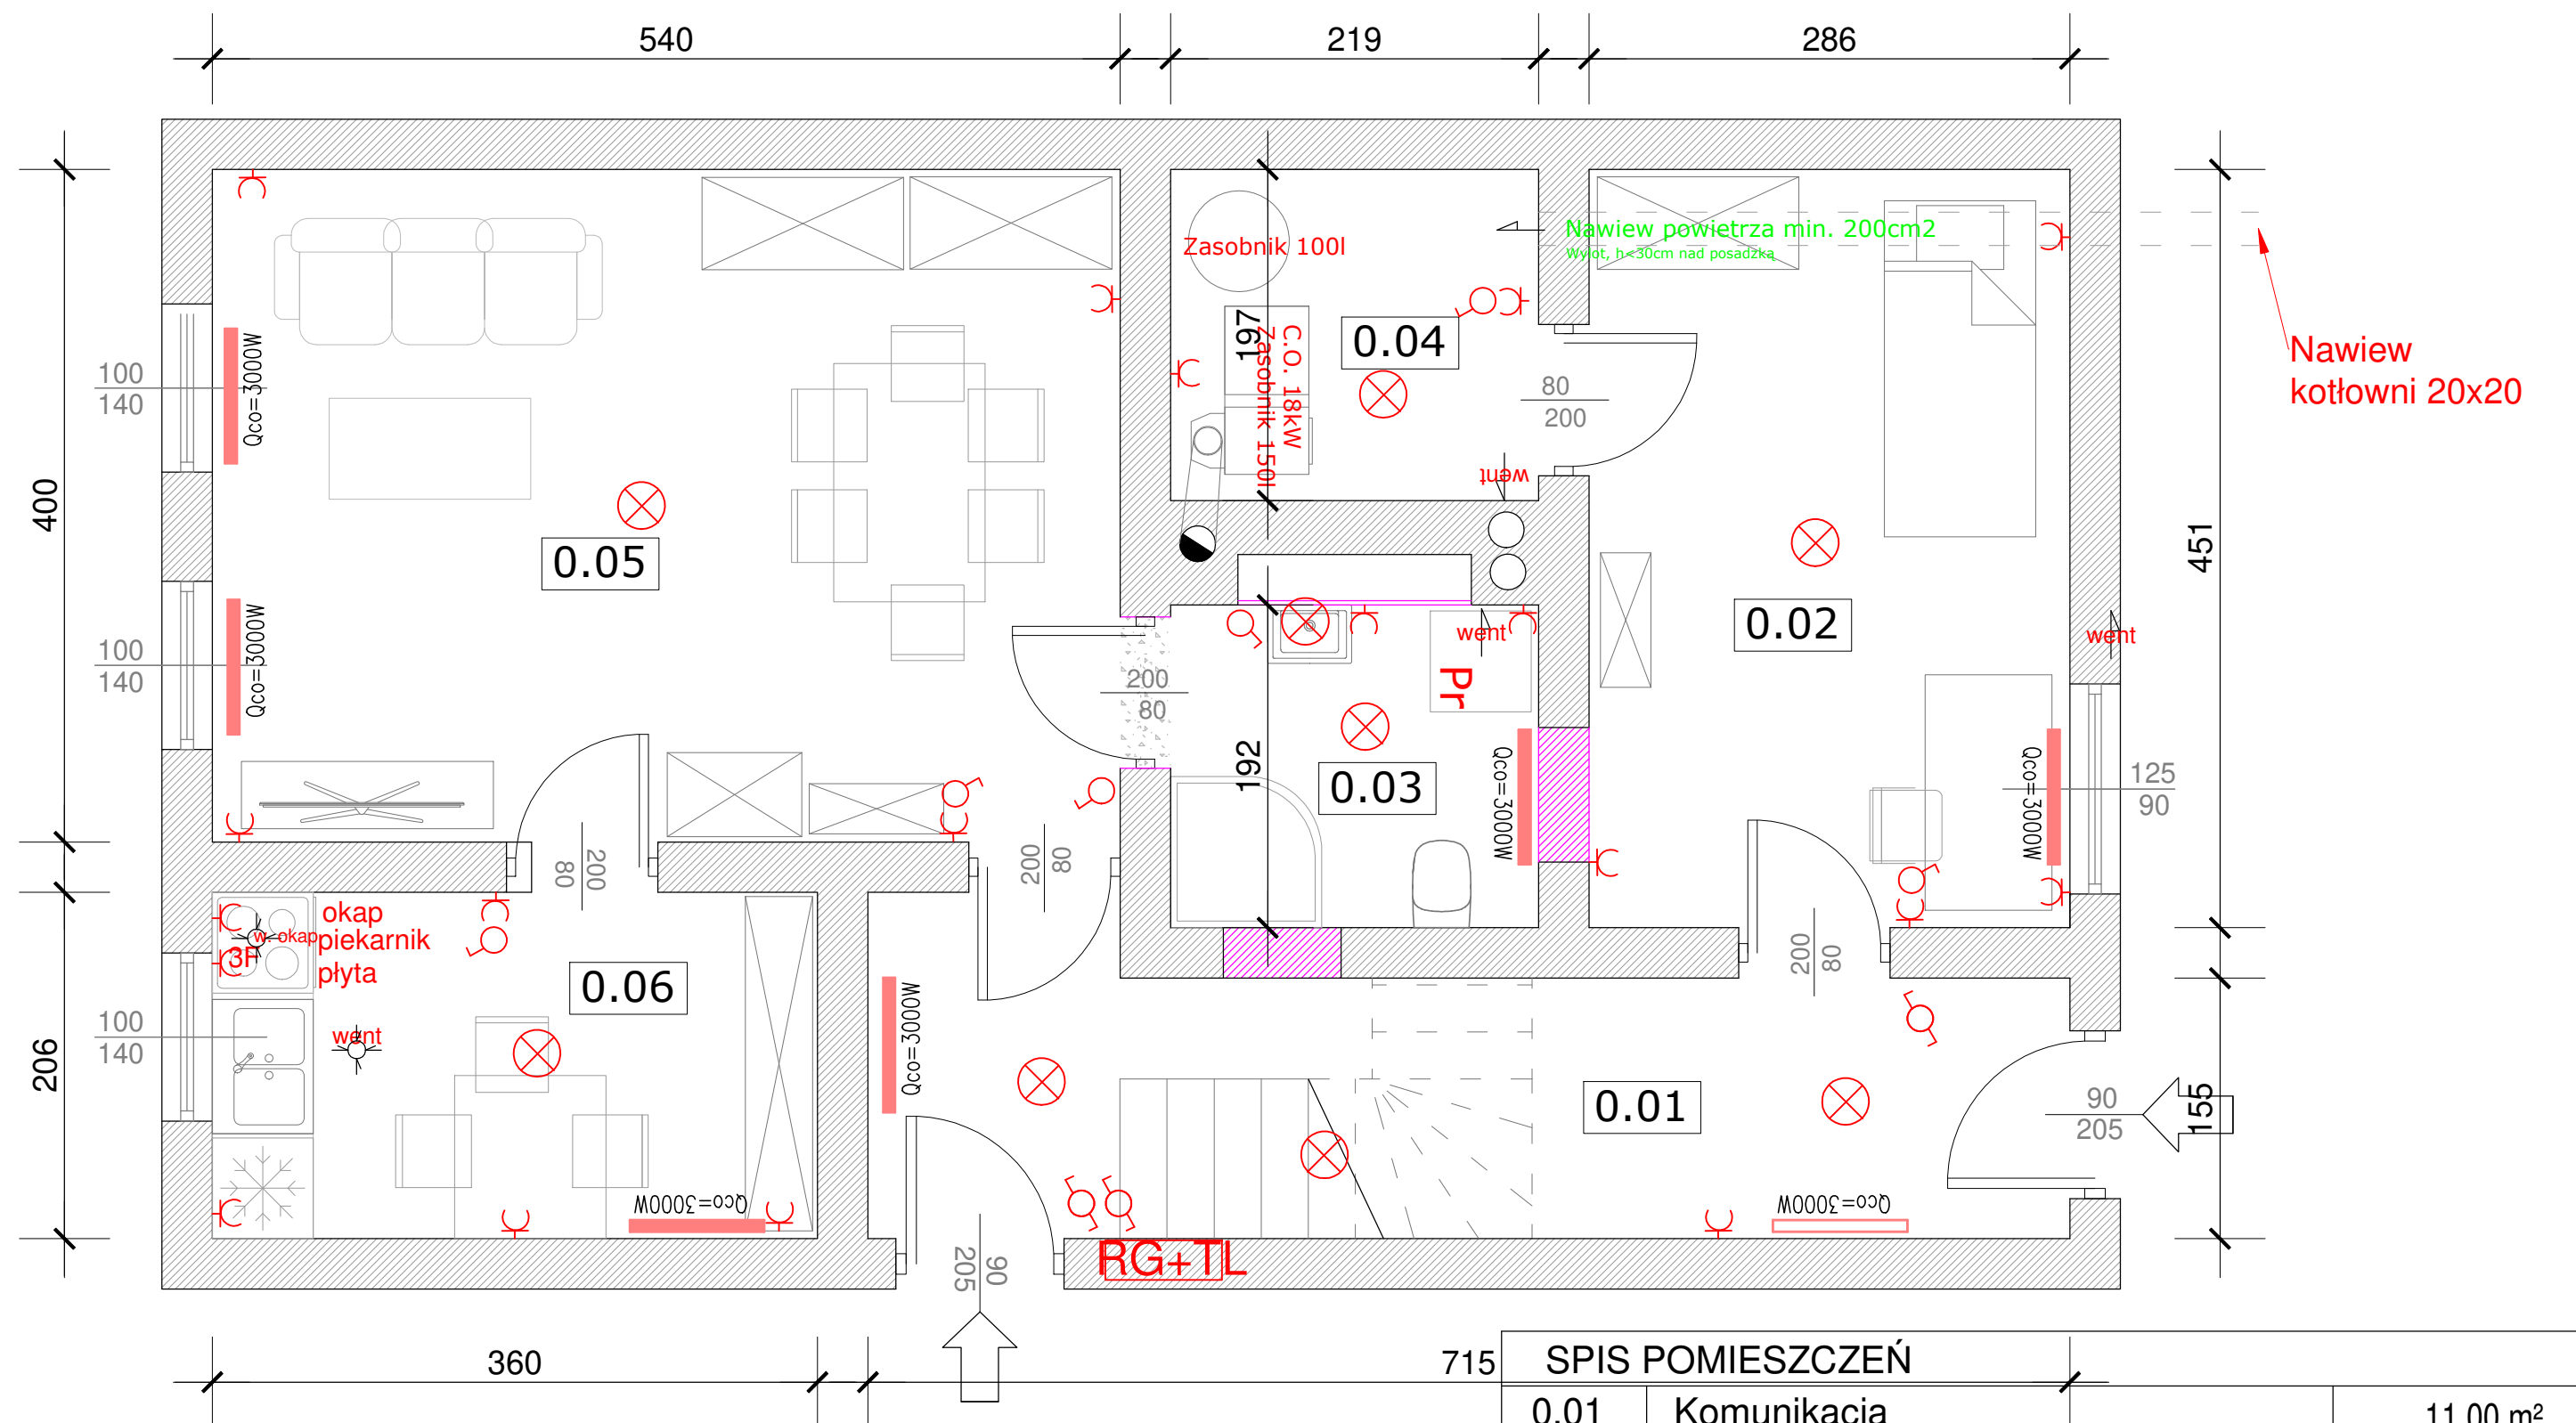 540
219
286
Zasobnik 100l
Nawiew powietrza min. 200cm2
Wylot, h<30cm nad posadzką
197
C.O. 18kW
Zasobnik 150l
0.04
Nawiew
kotłowni 20x20
100
140
Qco=3000W
80
200
went
400
0.05
451
0.02
100
140
Qco=3000W
went
went
Pr
200
80
192
0.03
Qco=3000W
Qco=3000W
125
90
200
80
200
80
200
80
okap
w. okap
piekarnik
3F
płyta
0.06
100
140
went
206
Qco=3000W
0.01
90
205
155
Qco=3000W
Qco=3000W
RG+TL
90
205
360
715
SPIS POMIESZCZEŃ
0.01 Komunikacja 11.00 m²